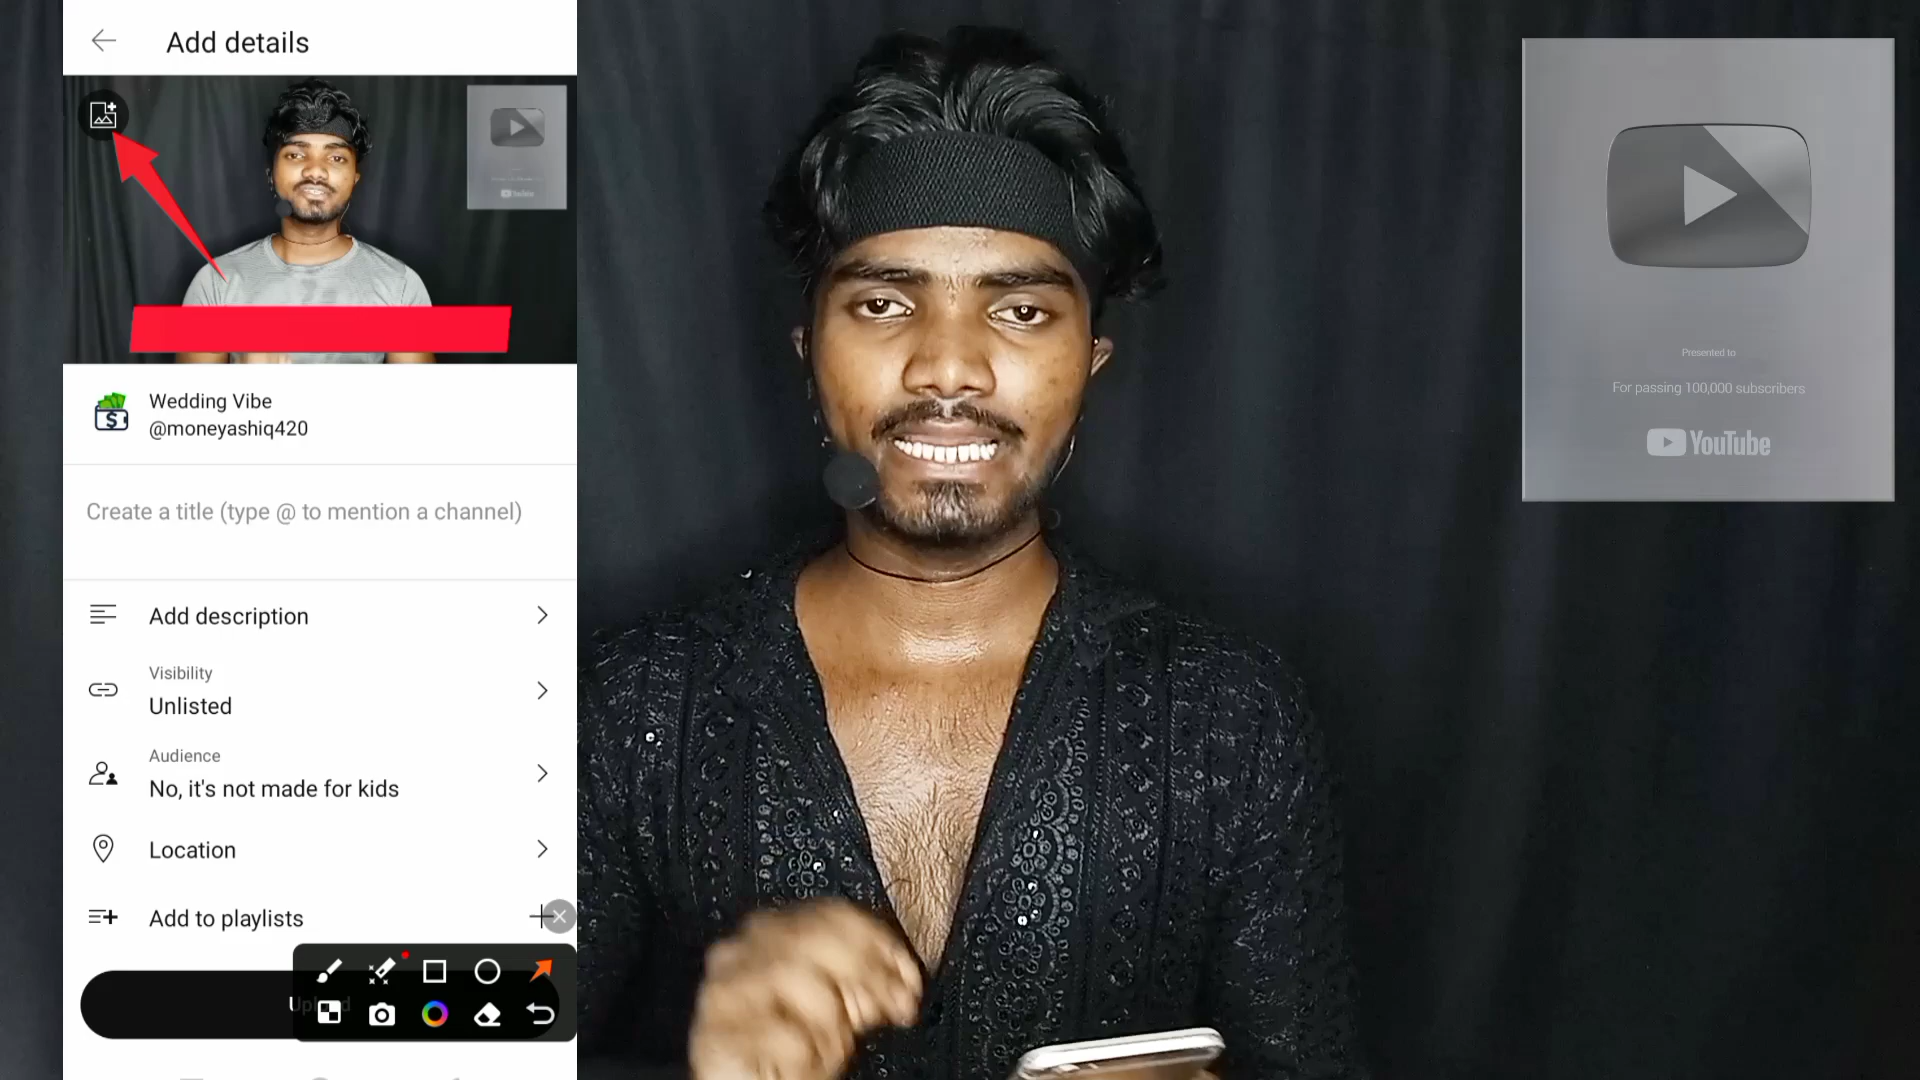 Add details
Wedding Vibe
@moneyashiq420
Create a title (type @ to mention a channel)
Add description
Visibility
Unlisted
Audience
No, it's not made for kids
Location
Add to playlists
Presented to
For passing 100,000 subscribers
YouTube